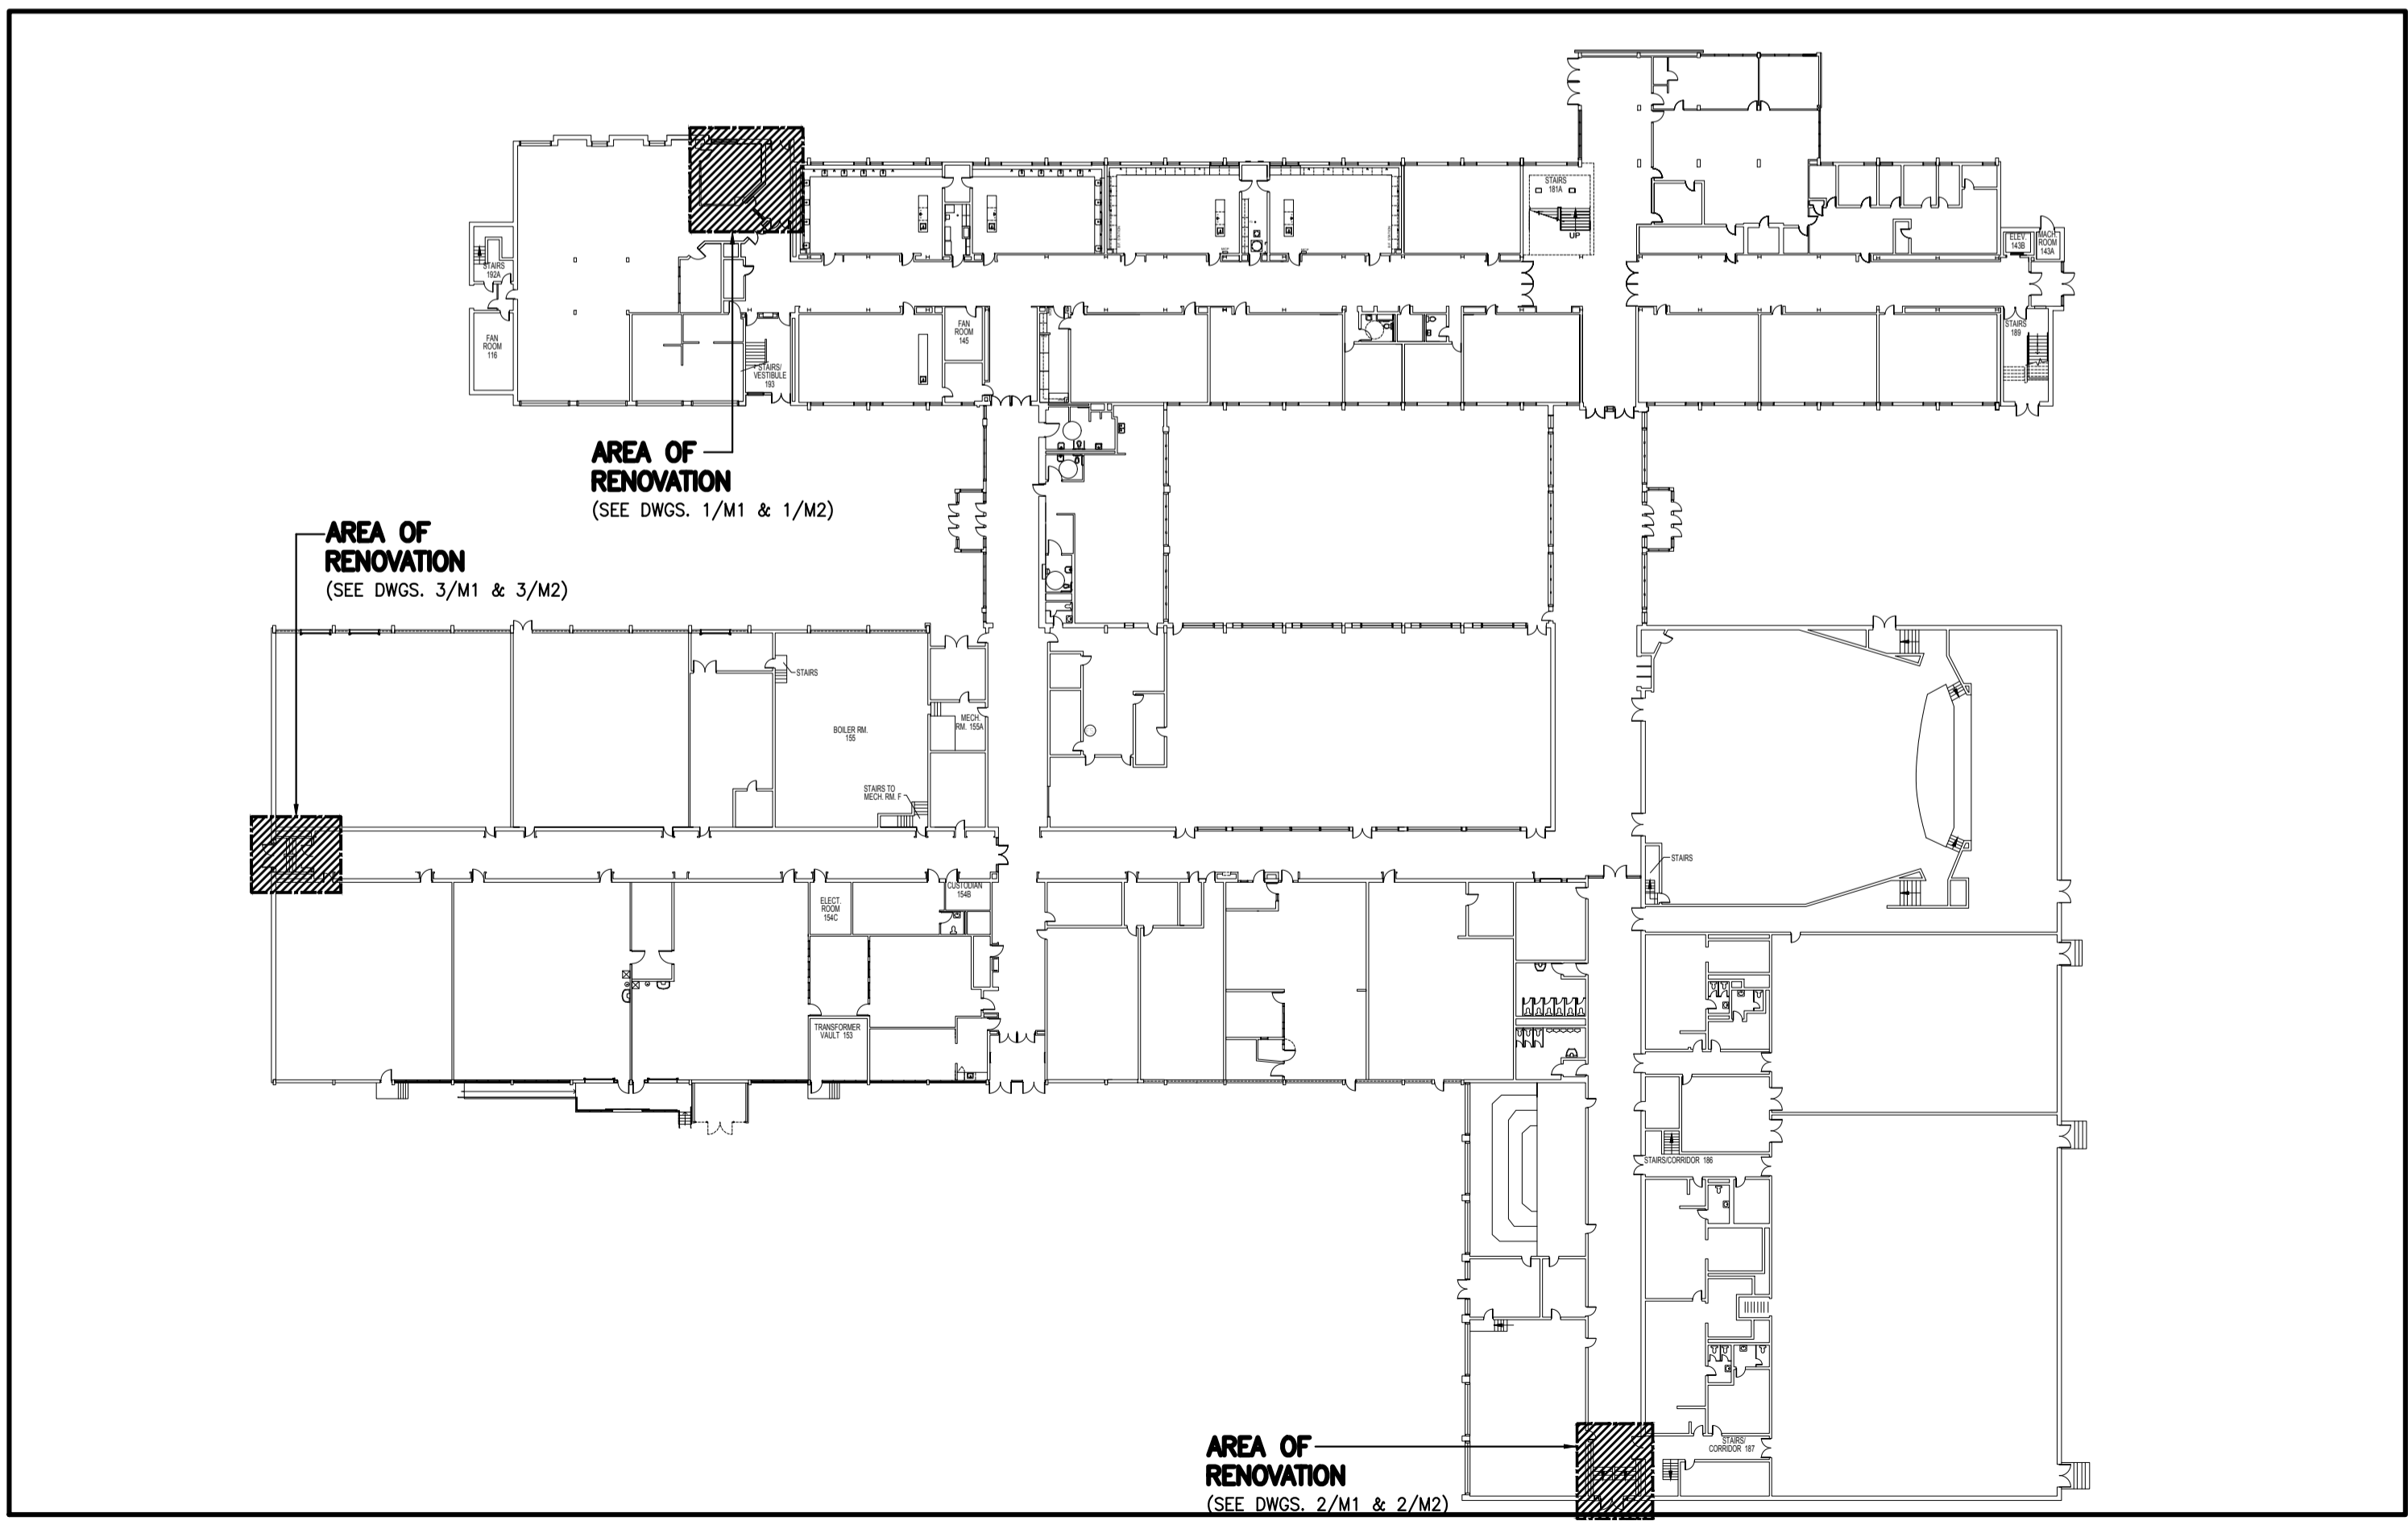 STAIRS
181A
UP
ELEV.
143B
MACH.
ROOM
143A
STAIRS
192A
FAN
ROOM
116
STAIRS/
VESTIBULE
193
FAN
ROOM
145
STAIRS
189
AREA OF
RENOVATION
(SEE DWGS. 1/M1 & 1/M2)
AREA OF
RENOVATION
(SEE DWGS. 3/M1 & 3/M2)
STAIRS
BOILER RM.
155
MECH.
RM. 155A
STAIRS TO
MECH. RM. F
STAIRS
CUSTODIAN
154B
ELECT.
ROOM
154C
TRANSFORMER
VAULT 153
STAIRS/CORRIDOR 186
STAIRS/
CORRIDOR 187
AREA OF
RENOVATION
(SEE DWGS. 2/M1 & 2/M2)